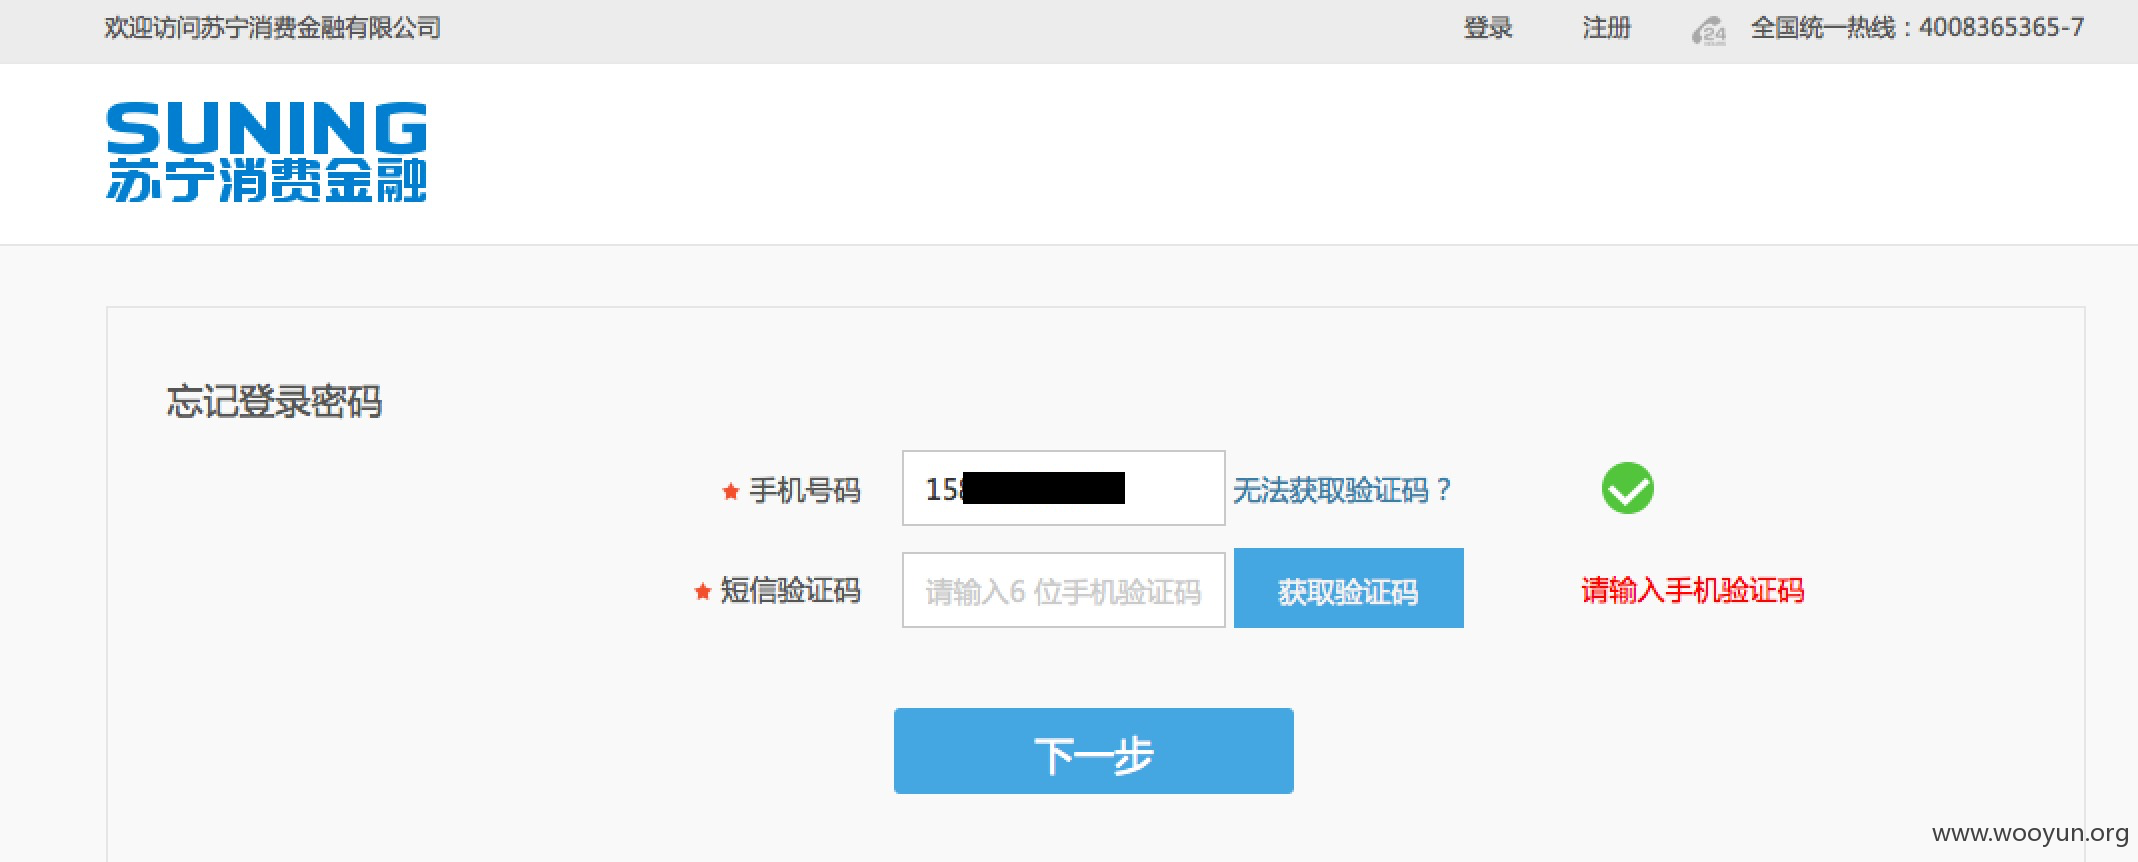 欢迎访问苏宁消费金融有限公司
登录 注册 24 全国统一热线：4008365365-7
SUNING
苏宁消费金融
忘记登录密码
★ 手机号码 15 无法获取验证码？
★ 短信验证码 请输入6 位手机验证码 获取验证码 请输入手机验证码
下一步
www.wooyun.org